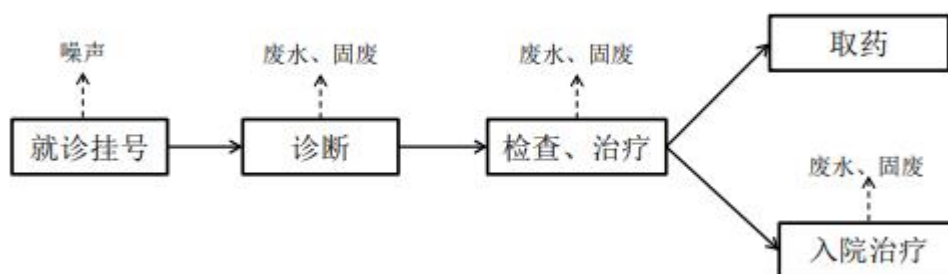 噪声
废水、固废
废水、固废
取药
就诊挂号
诊断
检查、治疗
废水、固废
入院治疗